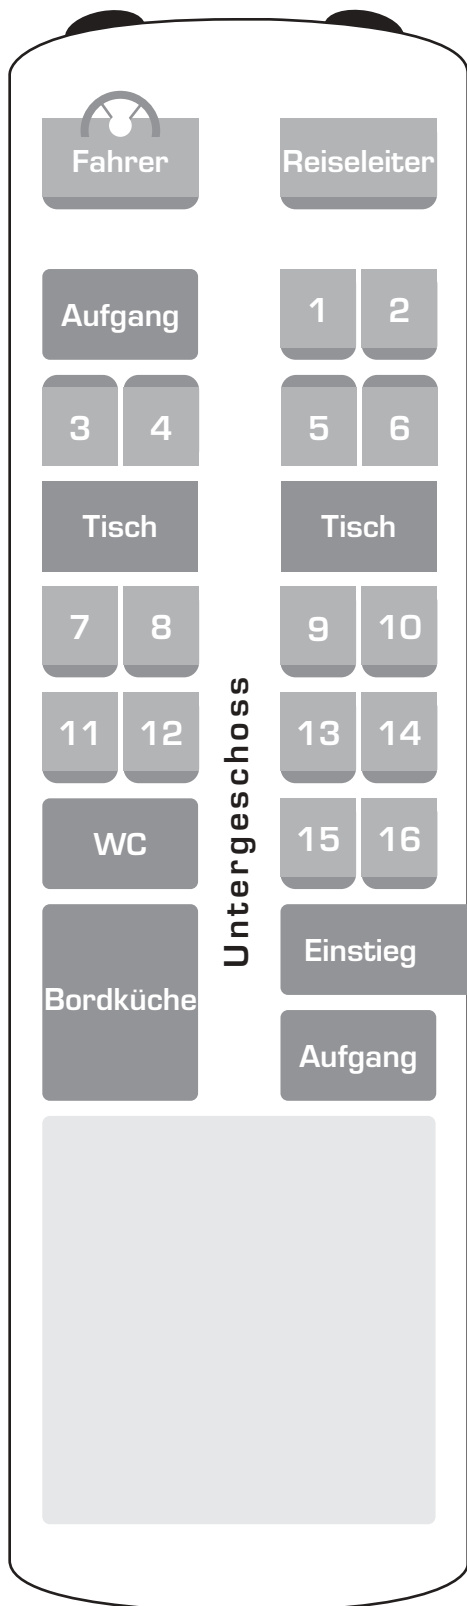 Fahrer Reiseleiter
Aufgang 1 2
3 4 5 6
Tisch Tisch
7 8 9 10
11 12 13 14
WC 15 16
Untergeschoss
Einstieg
Bordküche
Aufgang